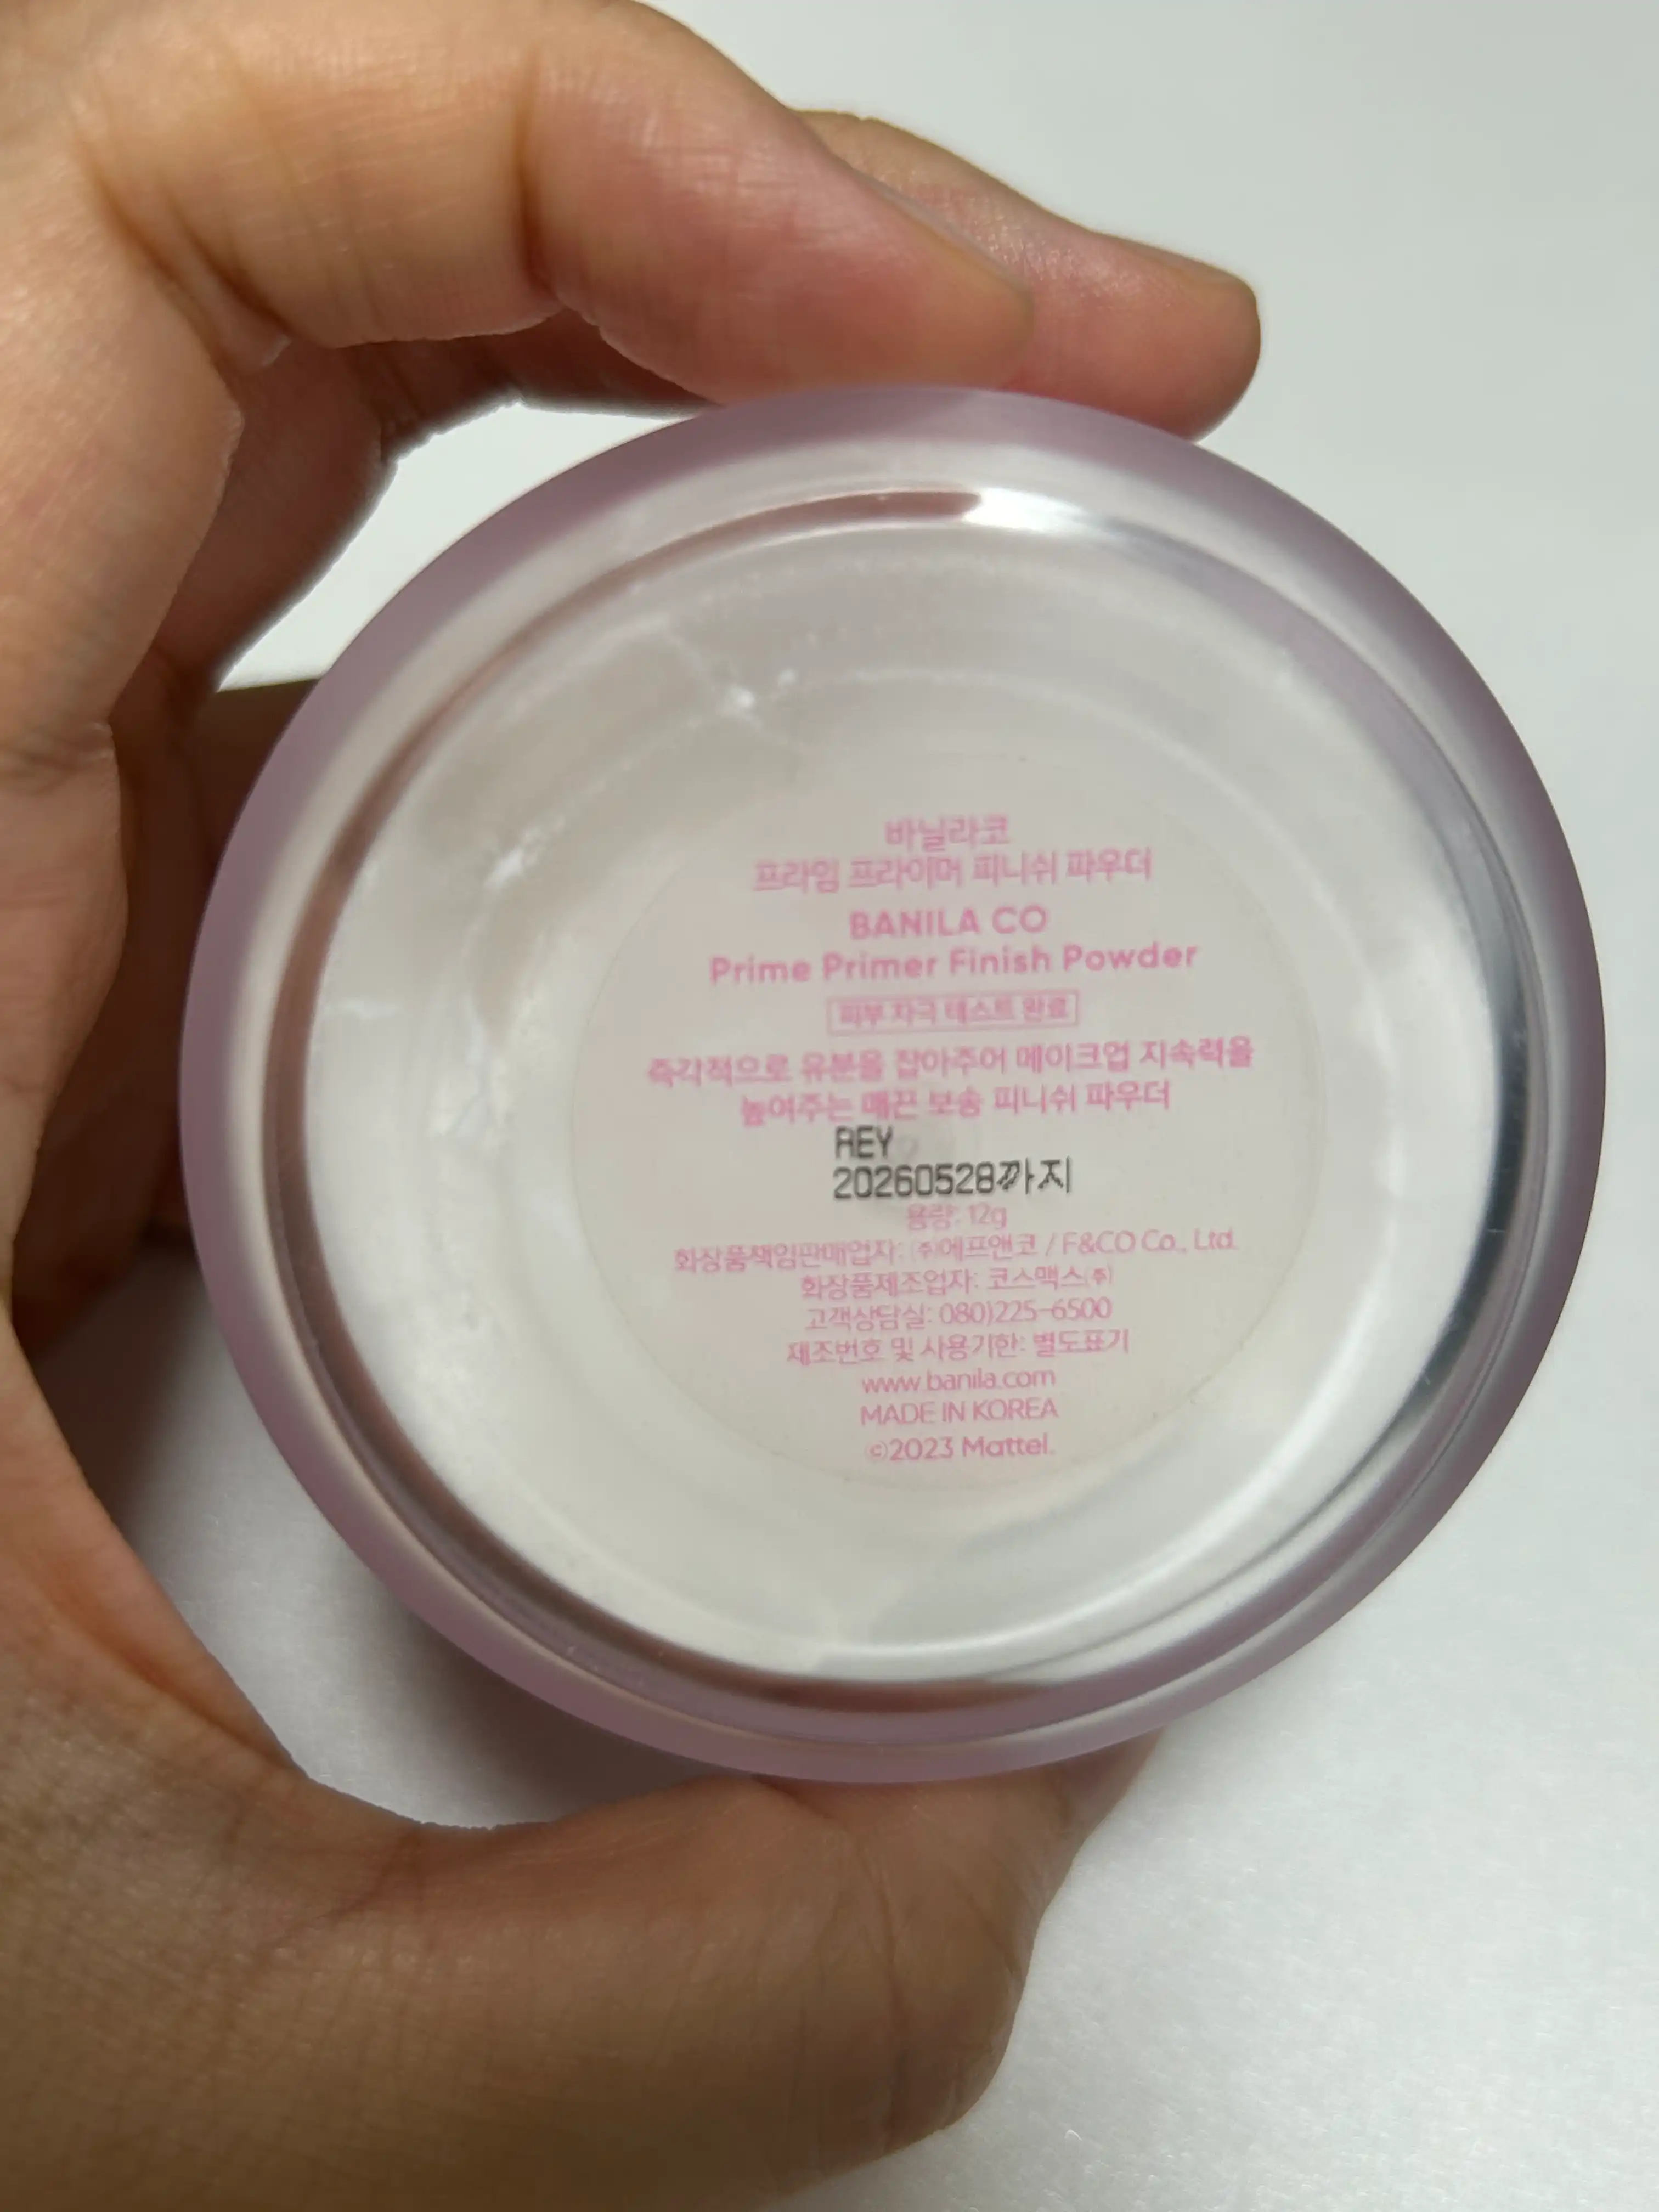 바닐라코
프라임 프라이머 피니쉬 파우더
BANILA CO
Prime Primer Finish Powder
피부 자극 테스트 완료
즉각적으로 유분을 잡아주어 메이크업 지속력을
높여주는 매끈 보송 피니쉬 파우더
REY
20260528까지
용량: 12g
화장품책임판매업자: ㈜에프앤코 / F&CO Co., Ltd.
화장품제조업자: 코스맥스㈜
고객상담실: 080)225-6500
제조번호 및 사용기한: 별도표기
www.banila.com
MADE IN KOREA
©2023 Mattel.